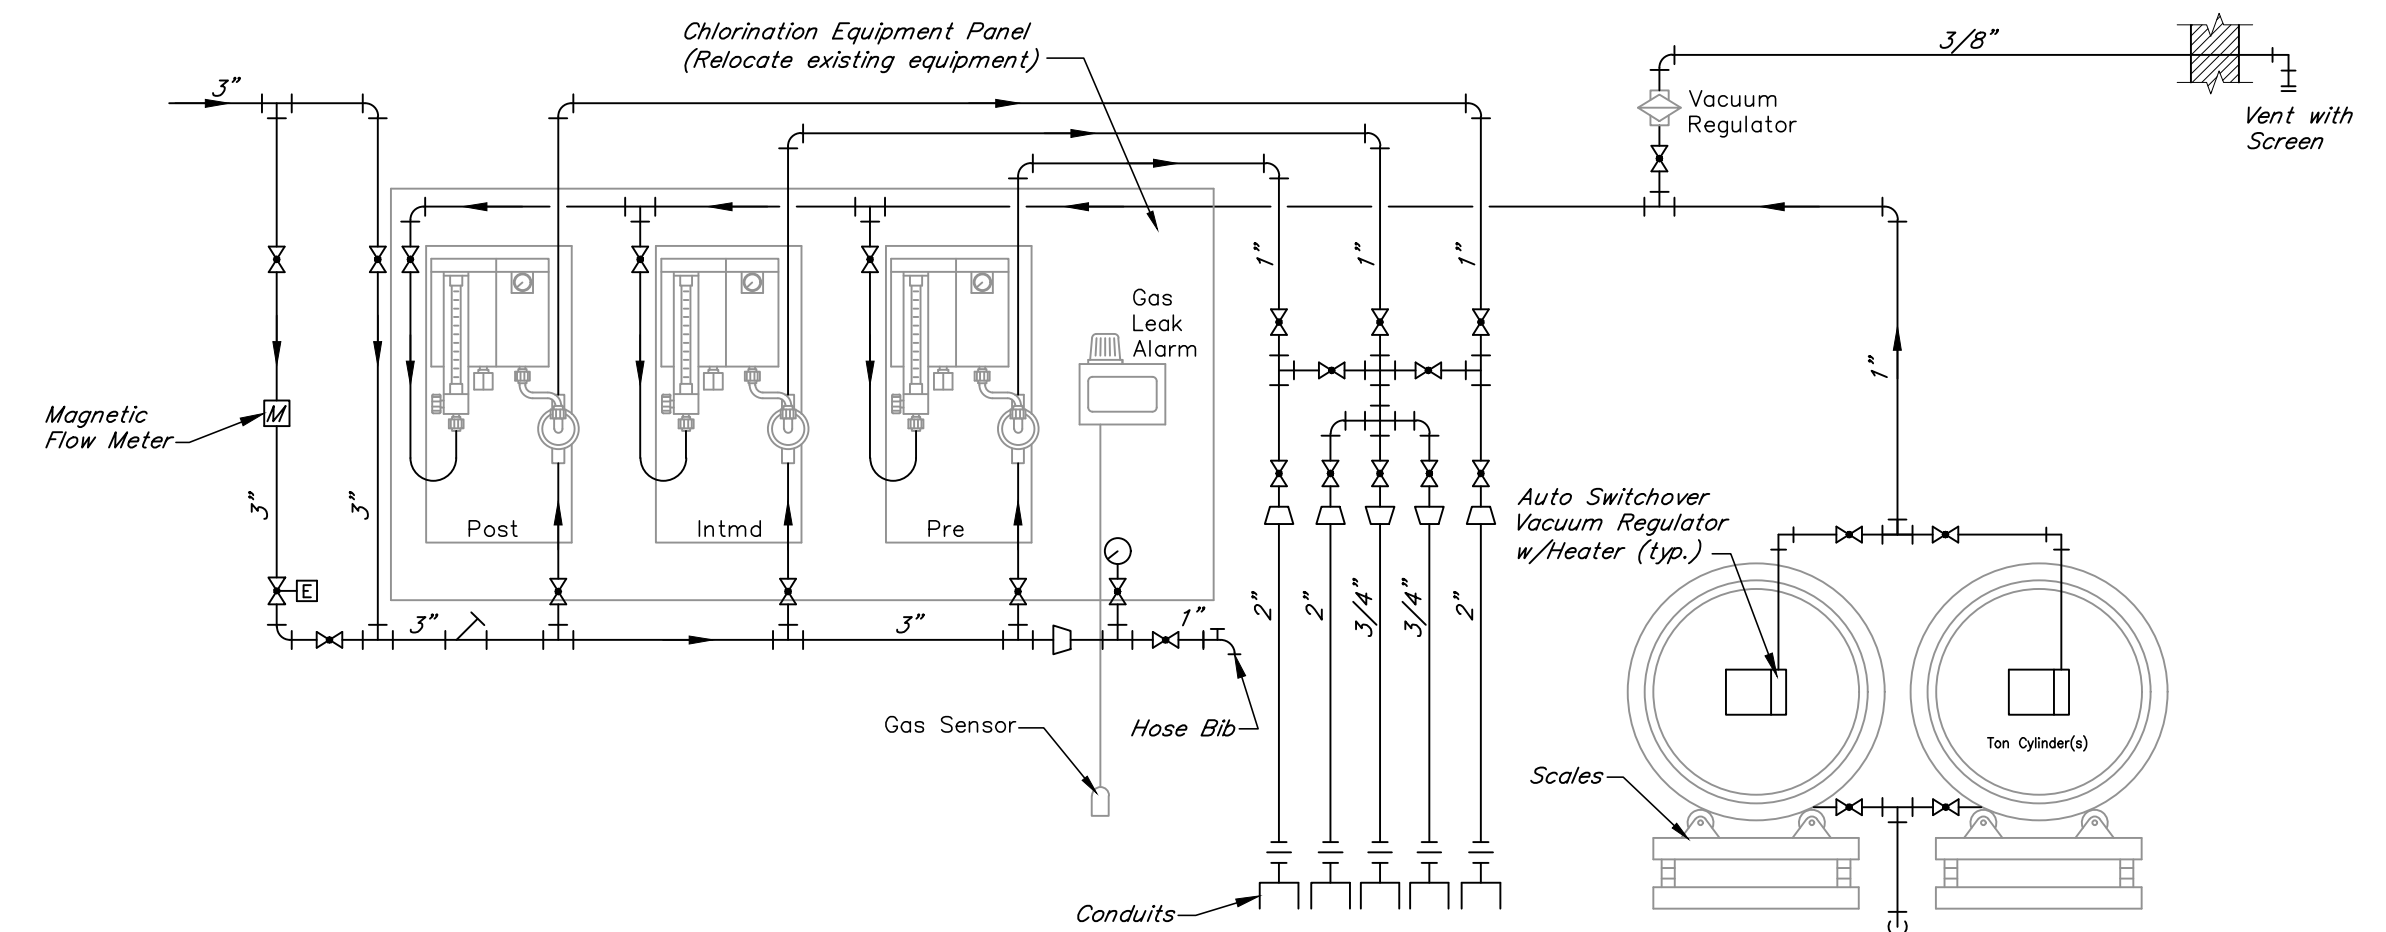 Chlorination Equipment Panel
(Relocate existing equipment)
3"
3/8"
Vacuum
Regulator
Vent with
Screen
1"
1"
1"
Gas
Leak
Alarm
1"
Magnetic
Flow Meter
M
3"
3"
Post
Intmd
Pre
Auto Switchover
Vacuum Regulator
w/Heater (typ.)
E
3"
3"
1"
2"
2"
3/4"
3/4"
2"
Gas Sensor
Hose Bib
Ton Cylinder(s)
Scales
Conduits